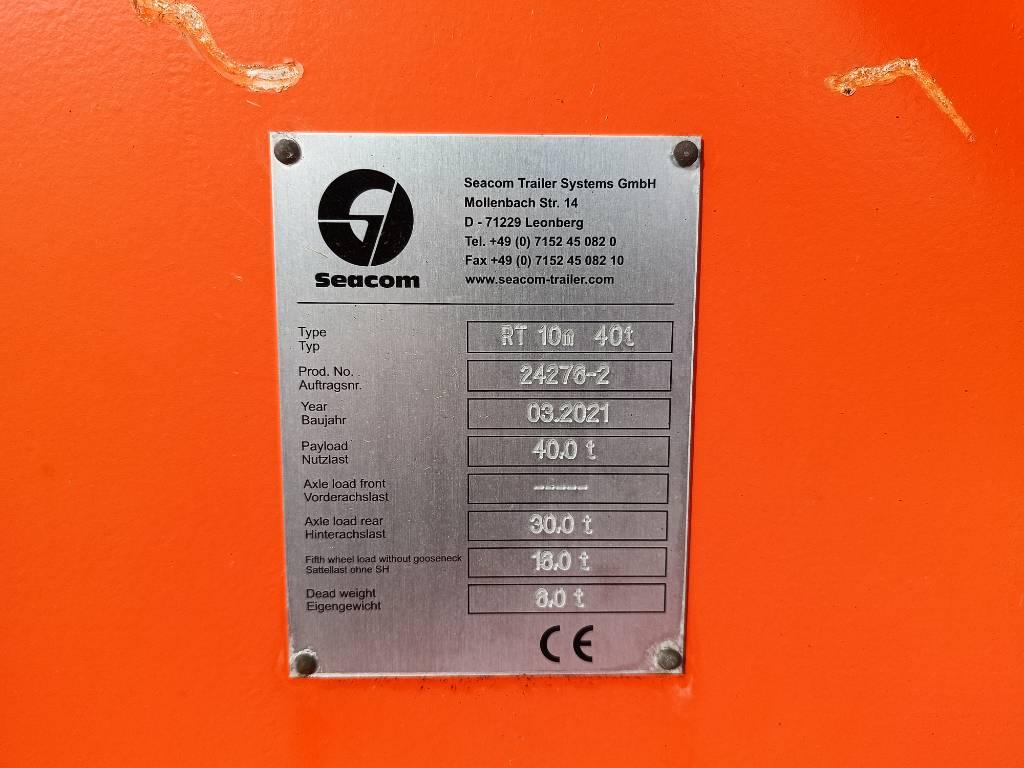 Seacom
Seacom Trailer Systems GmbH
Mollenbach Str. 14
D - 71229 Leonberg
Tel. +49 (0) 7152 45 082 0
Fax +49 (0) 7152 45 082 10
www.seacom-trailer.com
Type
Typ
RT 10m 40t
Prod. No.
Auftragsnr.
24276-2
Year
Baujahr
03.2021
Payload
Nutzlast
40.0 t
Axle load front
Vorderachslast
-----
Axle load rear
Hinterachslast
30.0 t
Fifth wheel load without gooseneck
Sattellast ohne SH
16.0 t
Dead weight
Eigengewicht
6.0 t
CE